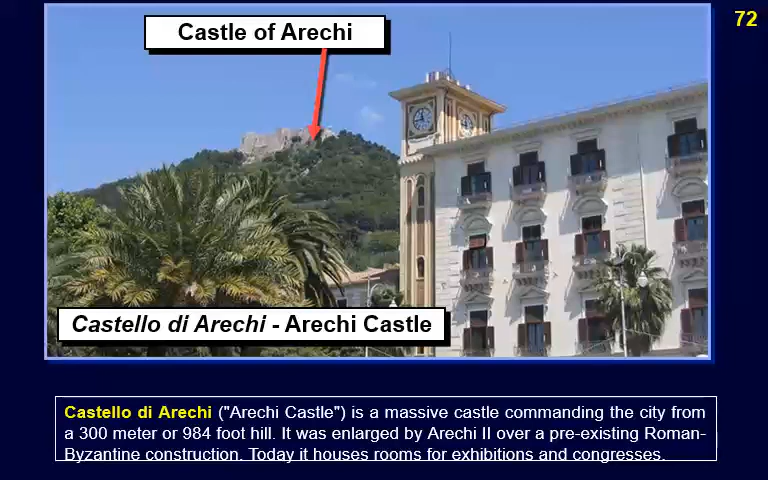 72
Castle of Arechi
Castello di Arechi - Arechi Castle
Castello di Arechi ("Arechi Castle") is a massive castle commanding the city from
a 300 meter or 984 foot hill. It was enlarged by Arechi II over a pre-existing Roman-
Byzantine construction. Today it houses rooms for exhibitions and congresses.